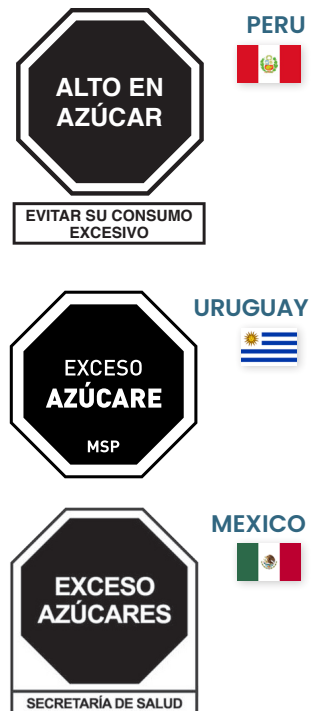 PERU
ALTO EN
AZÚCAR
EVITAR SU CONSUMO
EXCESIVO
URUGUAY
EXCESO
AZÚCARE
MSP
MEXICO
EXCESO
AZÚCARES
SECRETARÍA DE SALUD